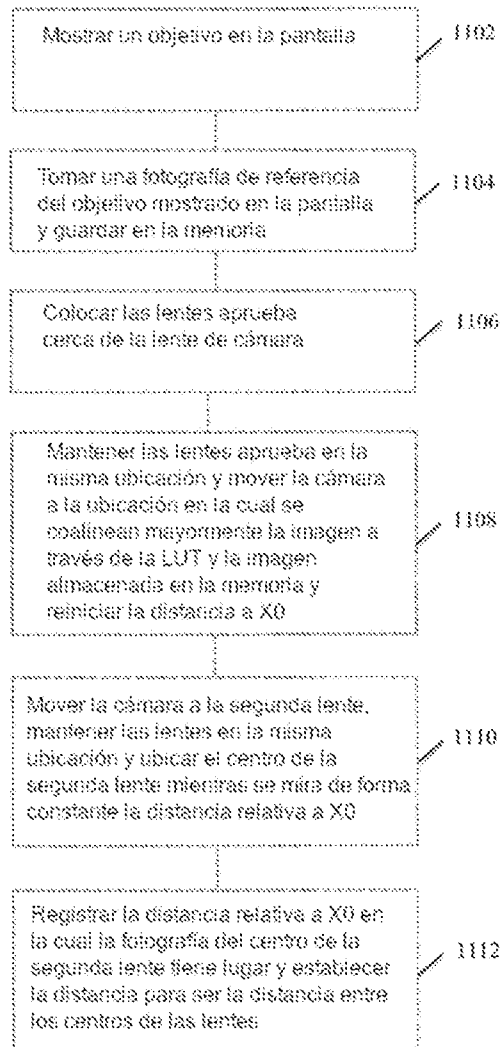 Mostrar un objetivo en la pantalla
1102
Tomar una fotografía de referencia
del objetivo mostrado en la pantalla
y guardar en la memoria
1104
Colocar las lentes aprueba
cerca de la lente de cámara
1106
Mantener las lentes aprueba en la
misma ubicación y mover la cámara
a la ubicación en la cual se
coalinean mayormente la imagen a
través de la LUT y la imagen
almacenada en la memoria y
reiniciar la distancia a X0
1108
Mover la cámara a la segunda lente,
mantener las lentes en la misma
ubicación y ubicar el centro de la
segunda lente mientras se mira de forma
constante la distancia relativa a X0
1110
Registrar la distancia relativa a X0 en
la cual la fotografía del centro de la
segunda lente tiene lugar y establecer
la distancia para ser la distancia entre
los centros de las lentes
1112